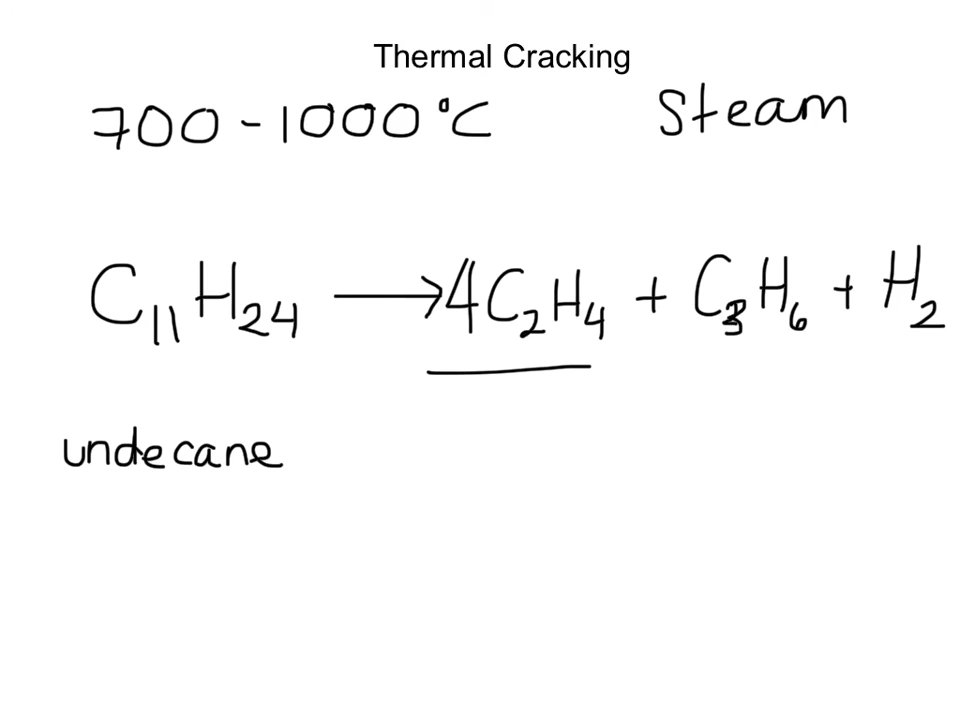 Thermal Cracking
700-1000°C Steam
C₁₁H₂₄ → 4C₂H₄ + C₃H₆ + H₂
undecane